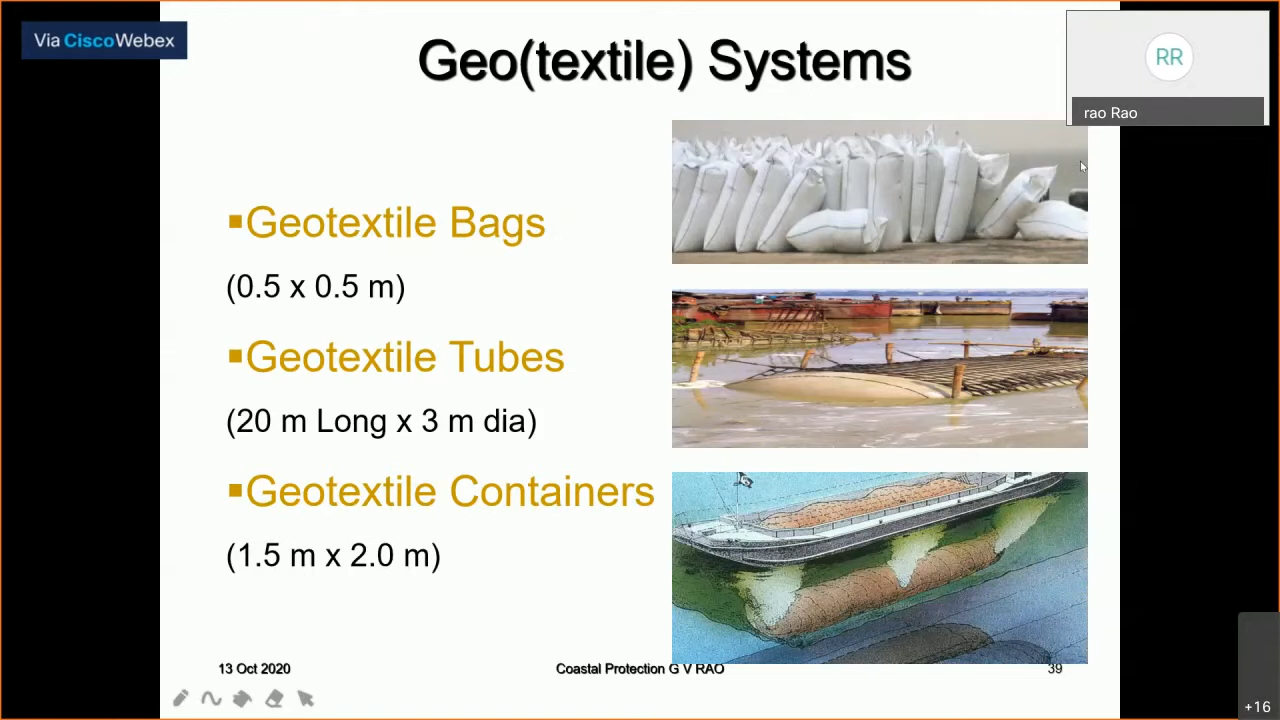 Via CiscoWebex
Geo(textile) Systems
RR
rao Rao
▪Geotextile Bags
(0.5 x 0.5 m)
▪Geotextile Tubes
(20 m Long x 3 m dia)
▪Geotextile Containers
(1.5 m x 2.0 m)
13 Oct 2020
Coastal Protection G V RAO
39
+16